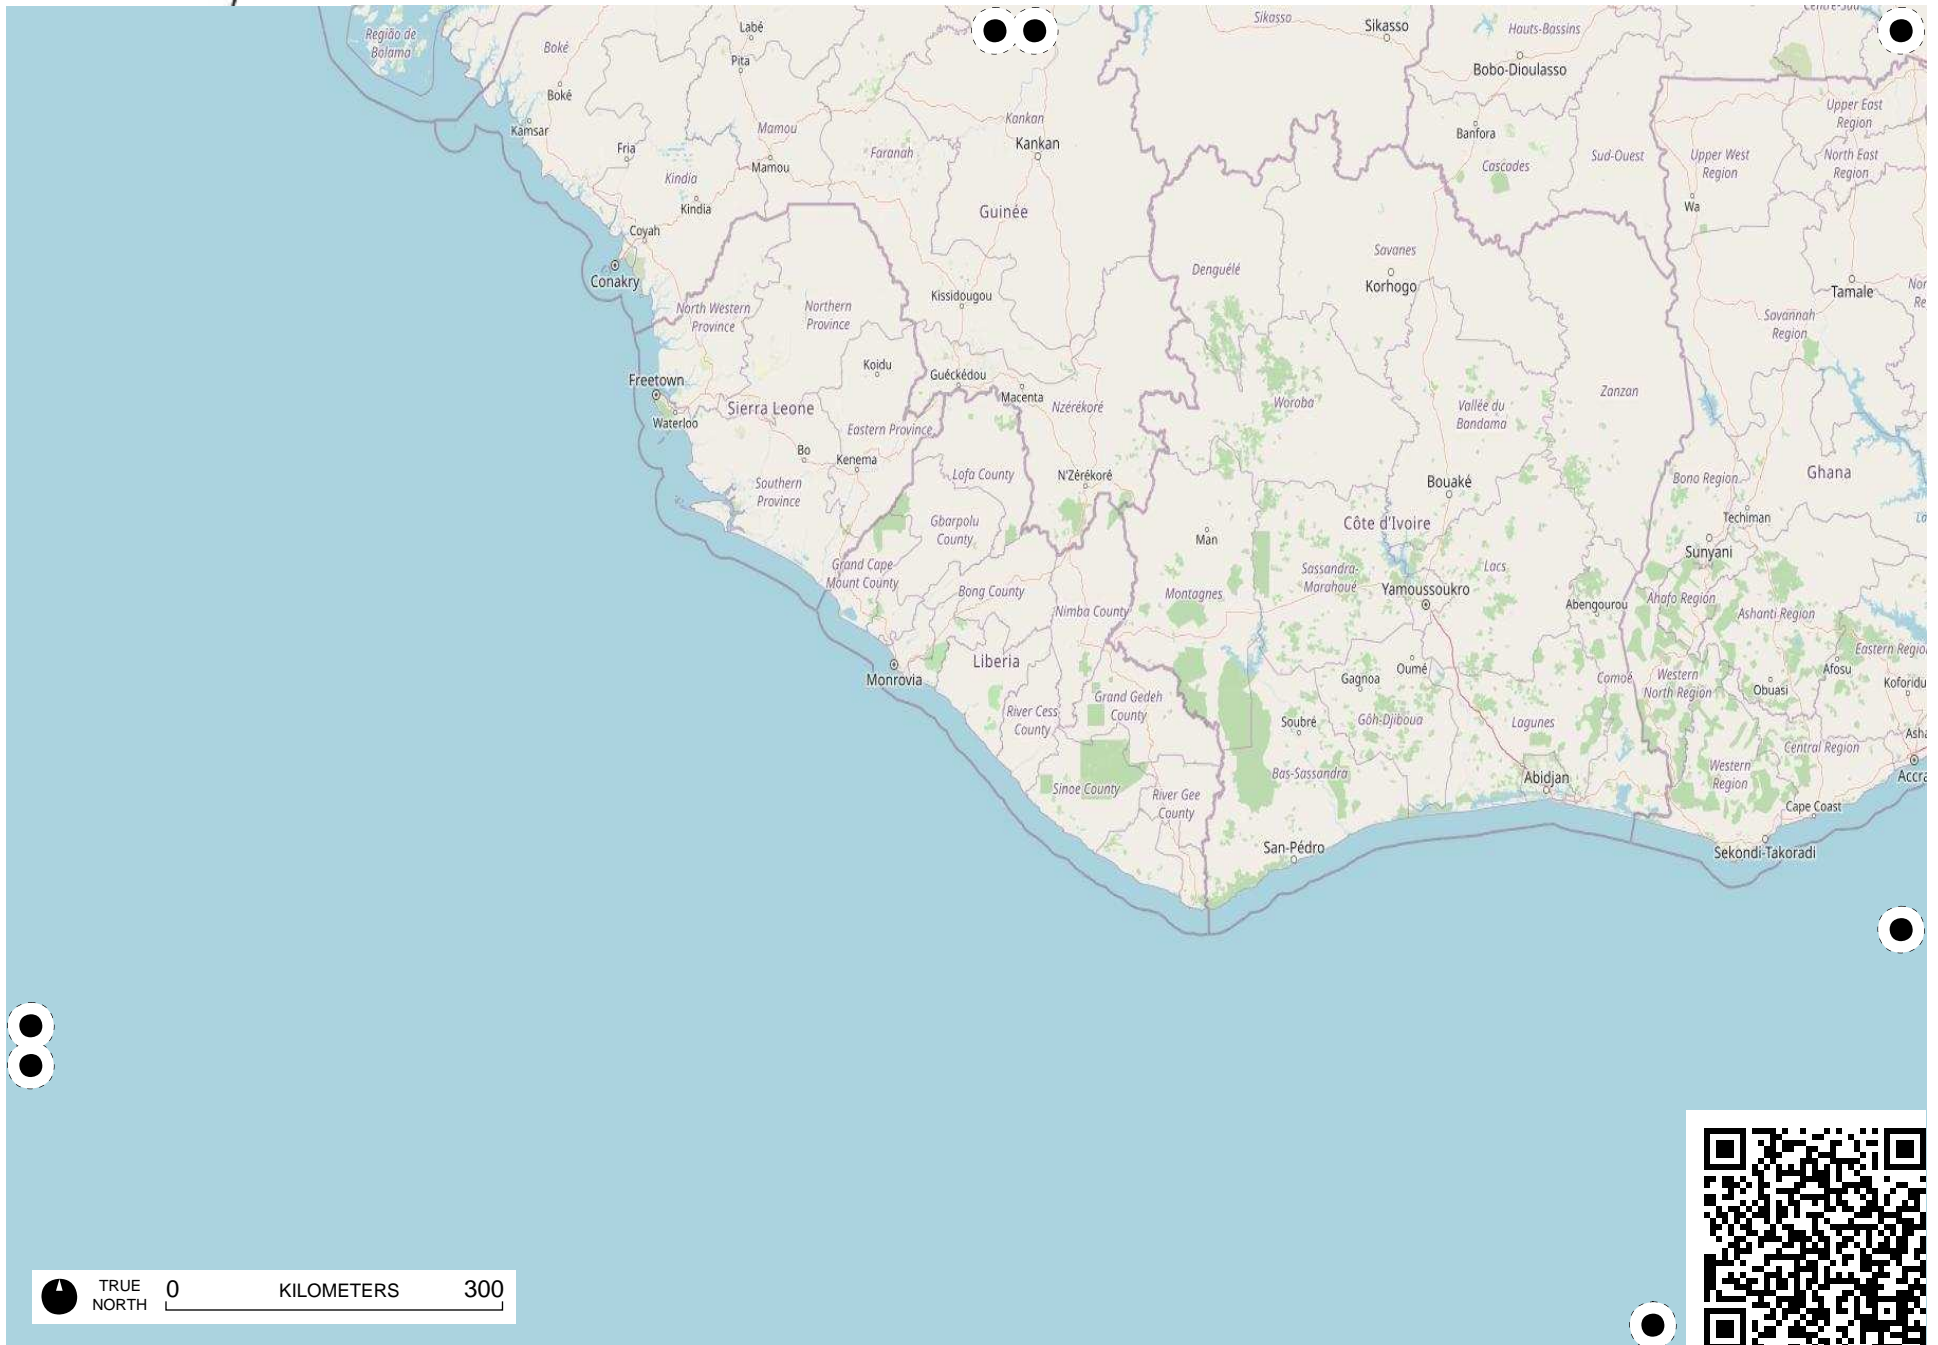 Região de
Bolama
Boké
Labé
Pita
Boké
Kamsar
Fria
Mamou
Mamou
Kindia
Kindia
Coyah
Conakry
Faranah
Kankan
Kankan
Guinée
Sikasso
Sikasso
Hauts-Bassins
Bobo-Dioulasso
Banfora
Cascades
Sud-Ouest
Upper East
Region
Upper West
Region
North East
Region
Wa
Tamale
Savannah
Region
Denguélé
Savanes
Korhogo
Kissidougou
North Western
Province
Northern
Province
Koidu
Guéckédou
Macenta
Nzérékoré
Freetown
Waterloo
Sierra Leone
Eastern Province
Bo
Kenema
Southern
Province
Lofa County
N'Zérékoré
Gbarpolu
County
Grand Cape
Mount County
Bong County
Nimba County
Monrovia
Liberia
River Cess
County
Grand Gedeh
County
Sinoe County
River Gee
County
Woroba
Vallée du
Bandama
Zanzan
Bouaké
Côte d'Ivoire
Man
Montagnes
Sassandra-
Marahoué
Yamoussoukro
Lacs
Abengourou
Oumé
Gagnoa
Soubré
Gôh-Djiboua
Lagunes
Comoé
Bas-Sassandra
Abidjan
San-Pédro
Bono Region
Ghana
Techiman
Sunyani
Ahafo Region
Ashanti Region
Eastern Regio
Western
North Region
Afosu
Obuasi
Koforidu
Central Region
Western
Region
Asha
Accra
Cape Coast
Sekondi-Takoradi
TRUE
NORTH
0 KILOMETERS 300